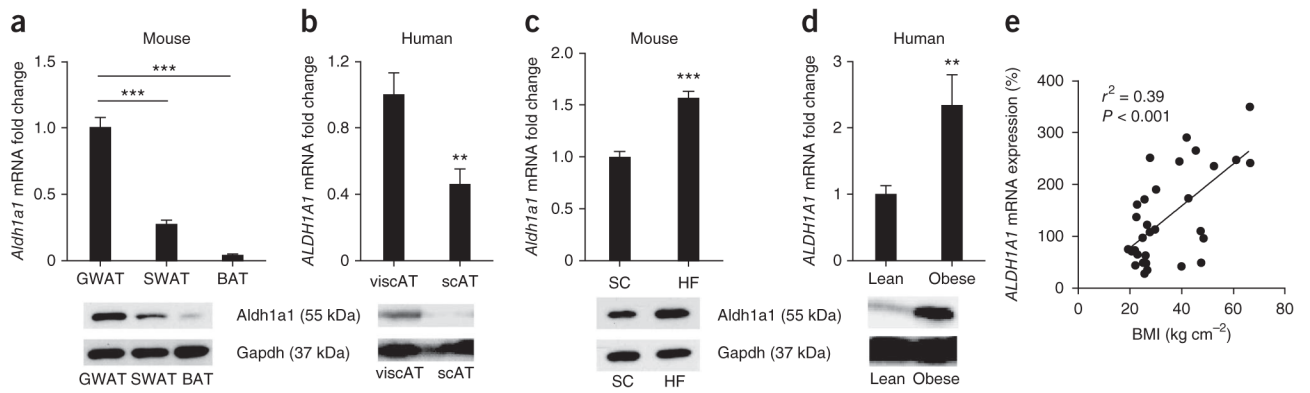 a
Mouse
Aldh1a1 mRNA fold change
1.5
1.0
0.5
0
***
***
GWAT SWAT BAT
Aldh1a1 (55 kDa)
Gapdh (37 kDa)
GWAT SWAT BAT
b
Human
ALDH1A1 mRNA fold change
1.2
0.8
0.4
0
**
viscAT scAT
viscAT scAT
c
Mouse
Aldh1a1 mRNA fold change
2.0
1.5
1.0
0.5
0
***
SC HF
Aldh1a1 (55 kDa)
Gapdh (37 kDa)
SC HF
d
Human
ALDH1A1 mRNA fold change
3
2
1
0
**
Lean Obese
Lean Obese
e
ALDH1A1 mRNA expression (%)
400
300
200
100
0
r² = 0.39
P < 0.001
0 20 40 60 80
BMI (kg cm⁻²)